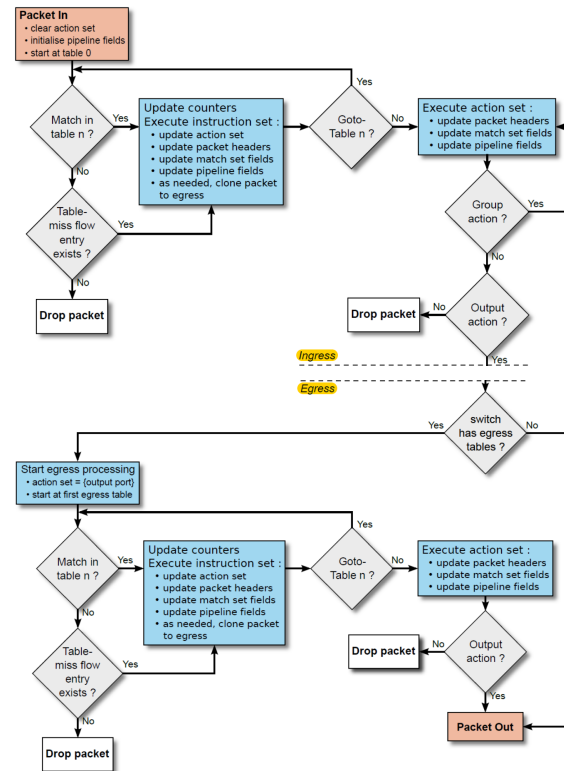 Packet In
• clear action set
• initialise pipeline fields
• start at table 0
Yes
Match in
table n ?
Yes
No
Update counters
Execute instruction set :
• update action set
• update packet headers
• update match set fields
• update pipeline fields
• as needed, clone packet
to egress
Goto-
Table n ?
No
Execute action set :
• update packet headers
• update match set fields
• update pipeline fields
Table-
miss flow
entry
exists ?
Yes
No
Drop packet
Group
action ?
Yes
No
Output
action ?
No
Drop packet
Yes
Ingress
Egress
switch
has egress
tables ?
Yes
No
Start egress processing
• action set = {output port}
• start at first egress table
Yes
Match in
table n ?
Yes
No
Update counters
Execute instruction set :
• update action set
• update packet headers
• update match set fields
• update pipeline fields
• as needed, clone packet
to egress
Goto-
Table n ?
No
Execute action set :
• update packet headers
• update match set fields
• update pipeline fields
Table-
miss flow
entry
exists ?
Yes
No
Drop packet
Output
action ?
No
Drop packet
Yes
Packet Out